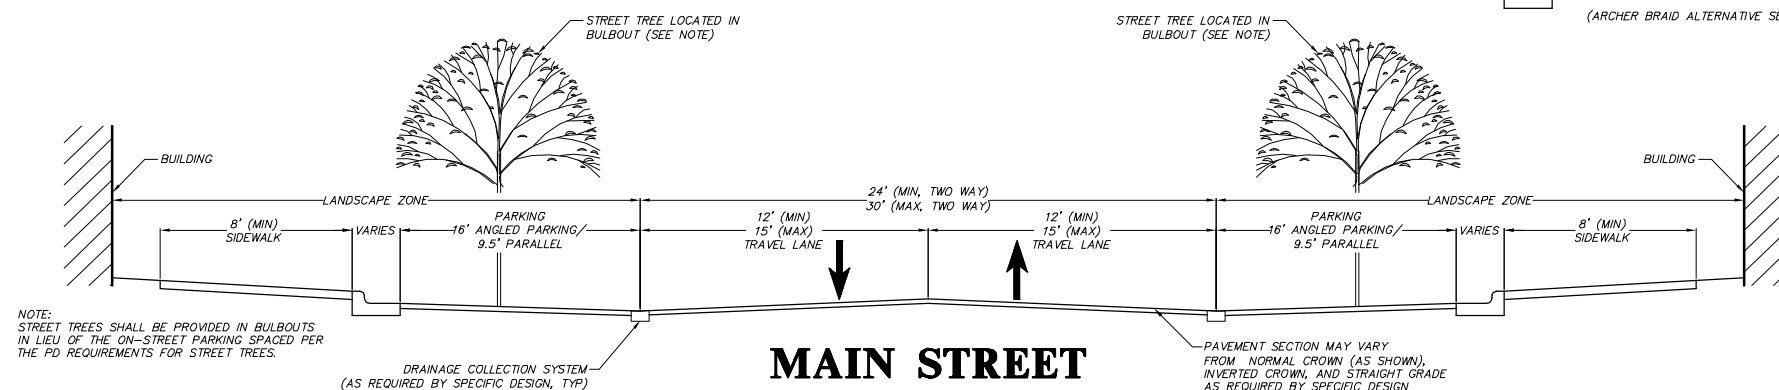 (ARCHER BRAID ALTERNATIVE
STREET TREE LOCATED IN
BULBOUT (SEE NOTE)
STREET TREE LOCATED IN
BULBOUT (SEE NOTE)
BUILDING
BUILDING
LANDSCAPE ZONE
24' (MIN, TWO WAY)
30' (MAX, TWO WAY)
LANDSCAPE ZONE
8' (MIN)
SIDEWALK
VARIES
PARKING
16' ANGLED PARKING/
9.5' PARALLEL
12' (MIN)
15' (MAX)
TRAVEL LANE
12' (MIN)
15' (MAX)
TRAVEL LANE
PARKING
16' ANGLED PARKING/
9.5' PARALLEL
VARIES
8' (MIN)
SIDEWALK
NOTE:
STREET TREES SHALL BE PROVIDED IN BULBOUTS
IN LIEU OF THE ON-STREET PARKING SPACED PER
THE PD REQUIREMENTS FOR STREET TREES.
DRAINAGE COLLECTION SYSTEM
(AS REQUIRED BY SPECIFIC DESIGN, TYP)
MAIN STREET
PAVEMENT SECTION MAY VARY
FROM NORMAL CROWN (AS SHOWN),
INVERTED CROWN, AND STRAIGHT GRADE
AS REQUIRED BY SPECIFIC DESIGN